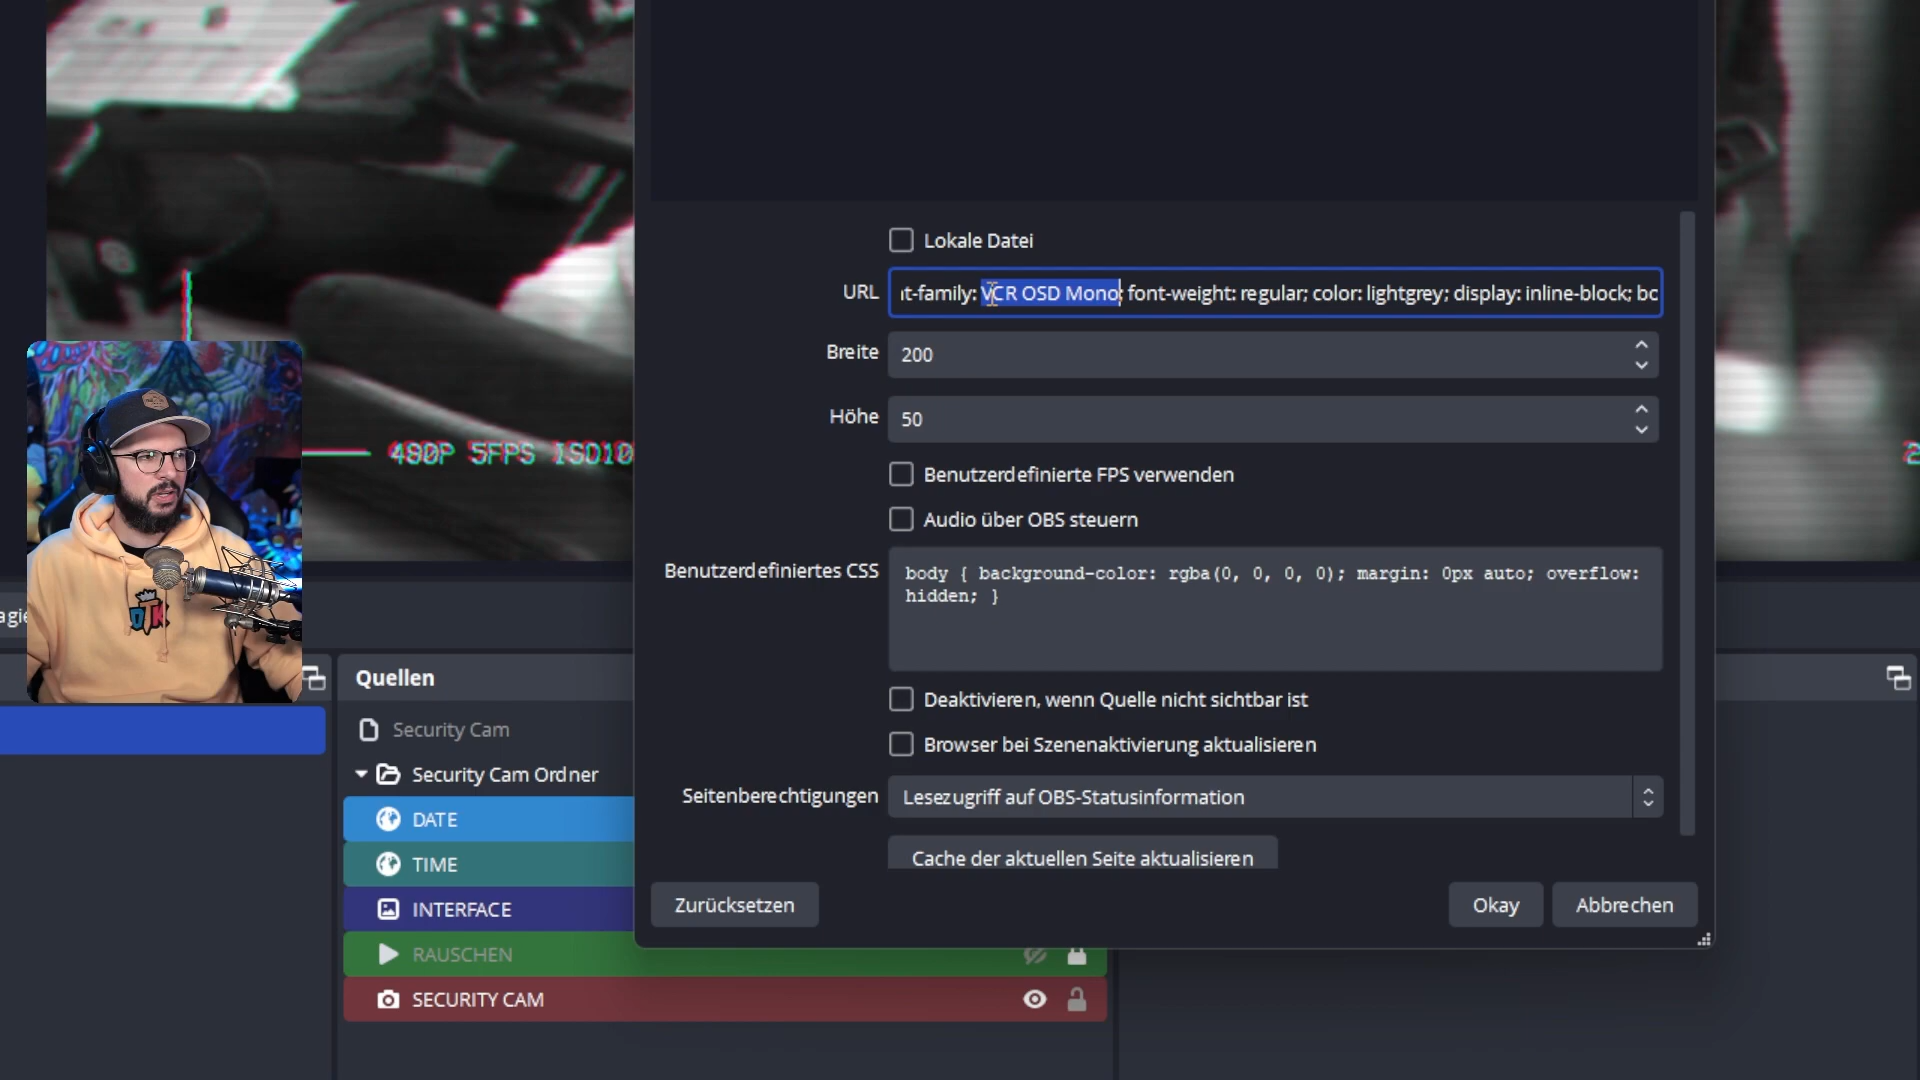 Lokale Datei
URL
t-family: VCR OSD Mono; font-weight: regular; color: lightgrey; display: inline-block; bc
Breite
200
Höhe
50
480P 5FPS ISO10
2
Benutzerdefinierte FPS verwenden
Audio über OBS steuern
Benutzerdefiniertes CSS
body { background-color: rgba(0, 0, 0, 0); margin: 0px auto; overflow:
hidden; }
agie
Quellen
Deaktivieren, wenn Quelle nicht sichtbar ist
Security Cam
Browser bei Szenenaktivierung aktualisieren
Security Cam Ordner
Seitenberechtigungen
Lesezugriff auf OBS-Statusinformation
DATE
TIME
Cache der aktuellen Seite aktualisieren
INTERFACE
Zurücksetzen
Okay
Abbrechen
RAUSCHEN
SECURITY CAM